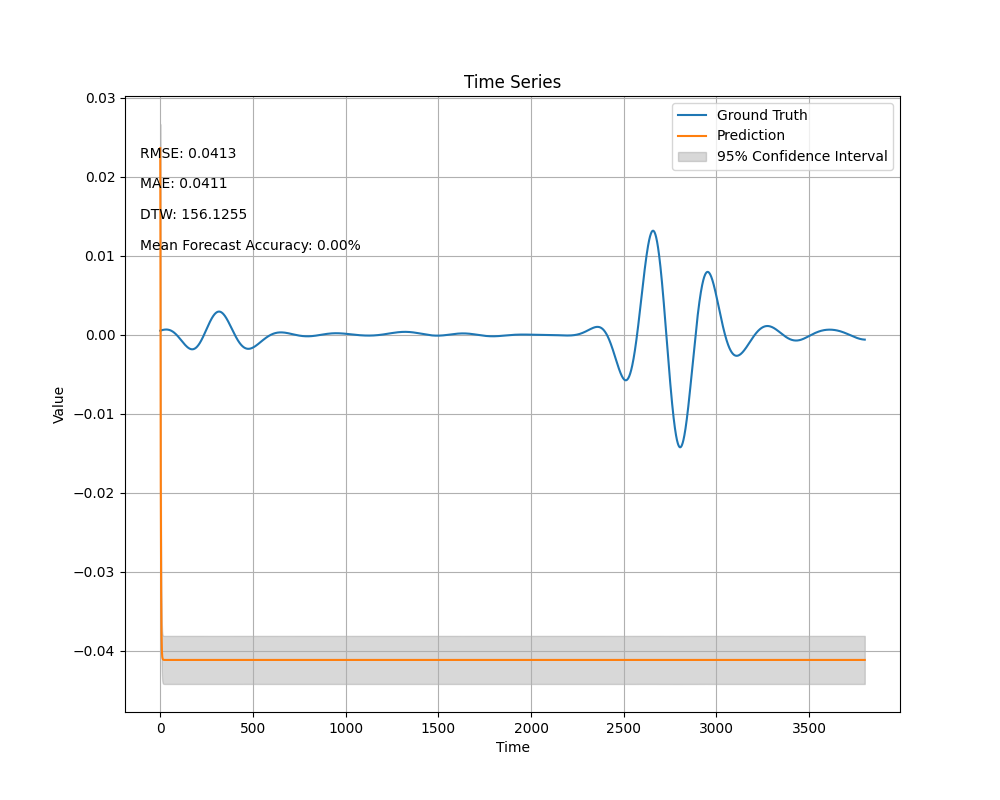 Time Series
Ground Truth
Prediction
95% Confidence Interval
RMSE: 0.0413
MAE: 0.0411
DTW: 156.1255
Mean Forecast Accuracy: 0.00%
Value
0.03
0.02
0.01
0.00
−0.01
−0.02
−0.03
−0.04
0
500
1000
1500
2000
2500
3000
3500
Time